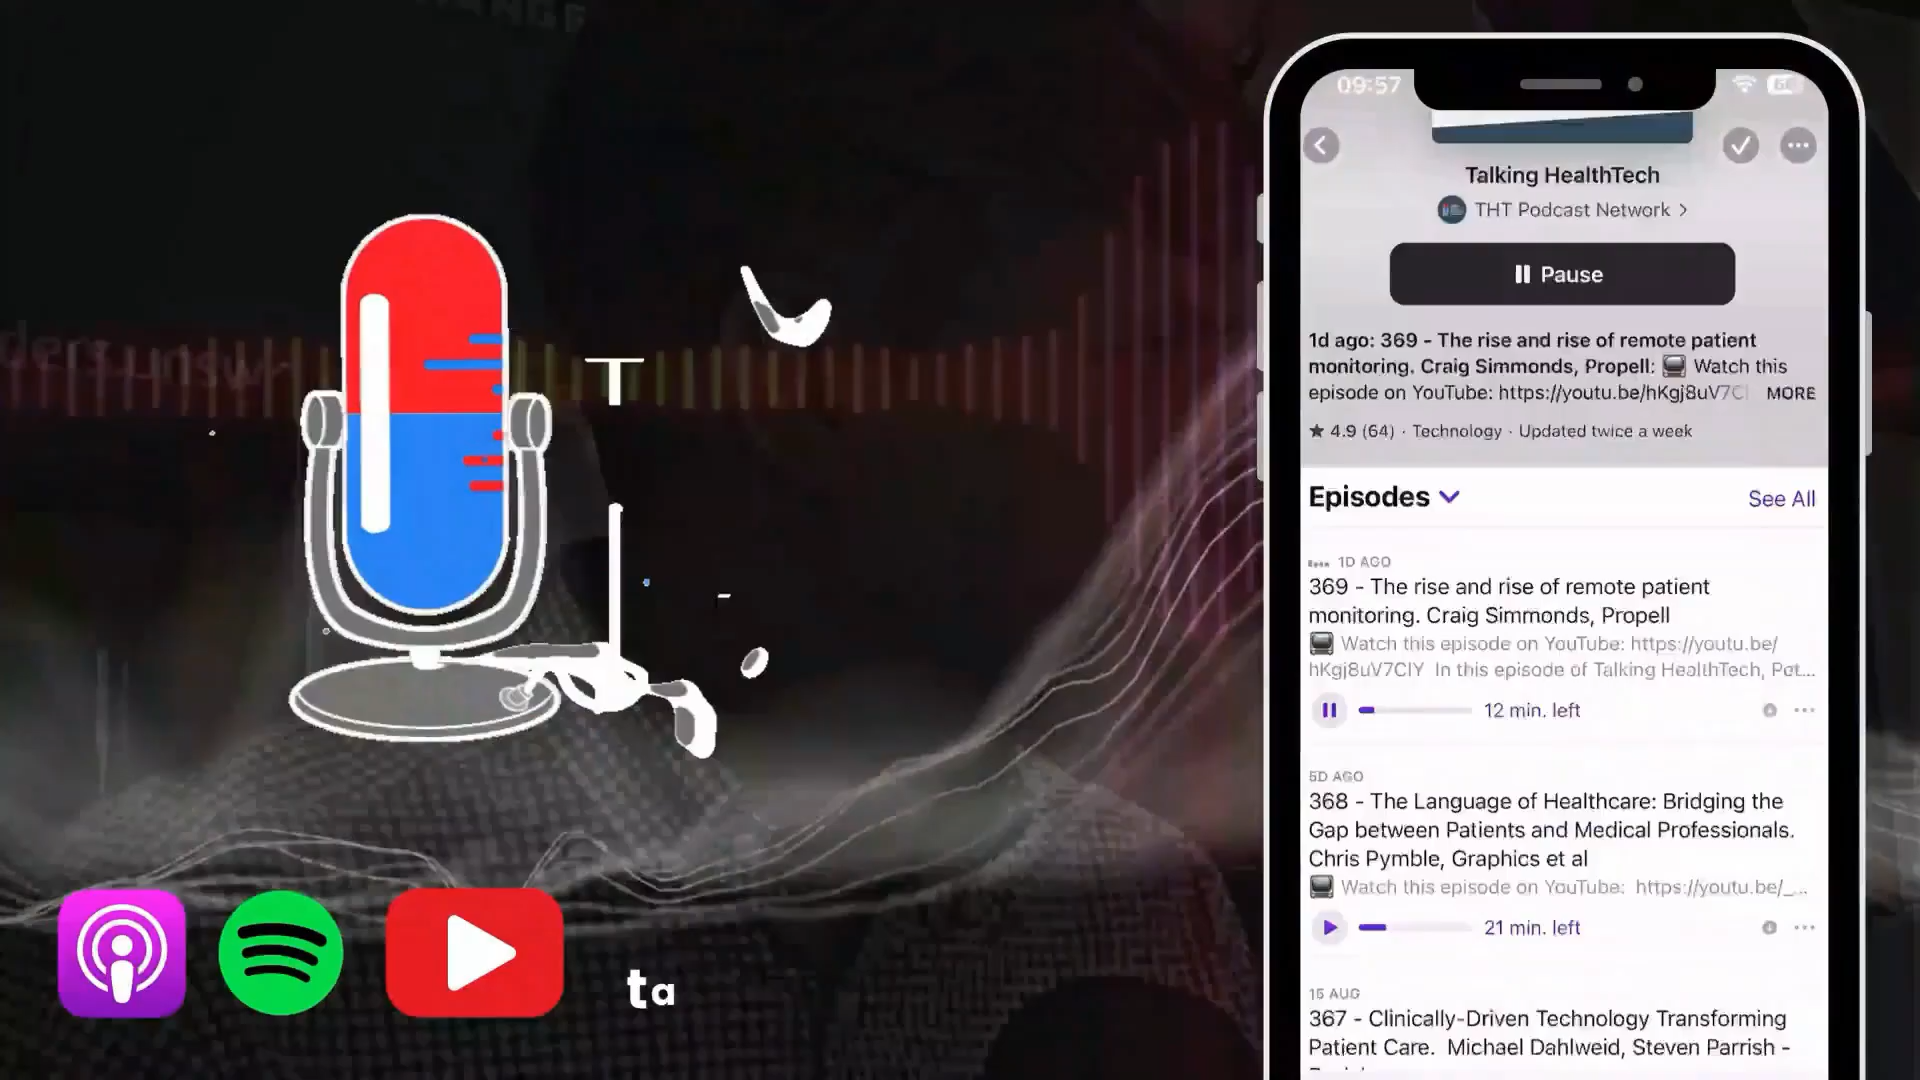 T
ta
09:57
Talking HealthTech
THT Podcast Network >
Pause
1d ago: 369 - The rise and rise of remote patient
monitoring. Craig Simmonds, Propell: 📺 Watch this
episode on YouTube: https://youtu.be/hKgj8uV7C MORE
★ 4.9 (64) · Technology · Updated twice a week
Episodes
See All
1D AGO
369 - The rise and rise of remote patient
monitoring. Craig Simmonds, Propell
📺 Watch this episode on YouTube: https://youtu.be/
hKgj8uV7CIY In this episode of Talking HealthTech, Pet...
12 min. left
5D AGO
368 - The Language of Healthcare: Bridging the
Gap between Patients and Medical Professionals.
Chris Pymble, Graphics et al
📺 Watch this episode on YouTube: https://youtu.be/_...
21 min. left
15 AUG
367 - Clinically-Driven Technology Transforming
Patient Care. Michael Dahlweid, Steven Parrish -